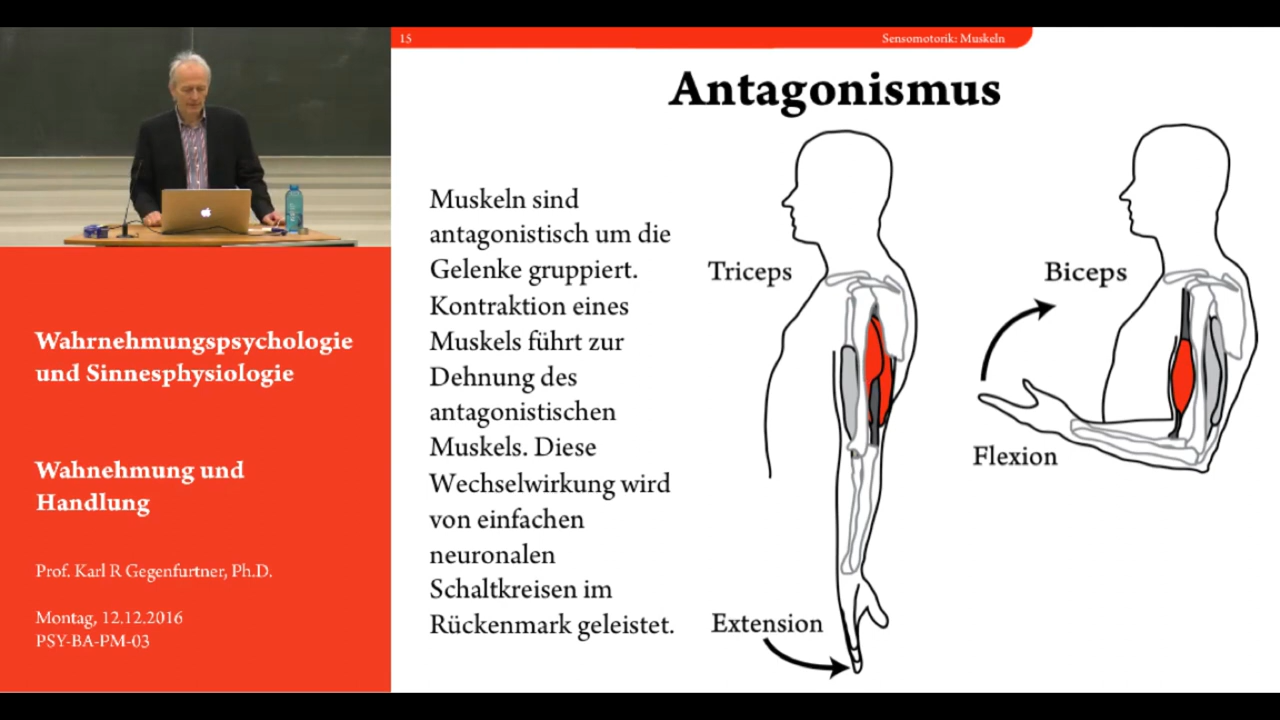 15
Sensomotorik: Muskeln
Antagonismus
Muskeln sind
antagonistisch um die
Gelenke gruppiert.
Kontraktion eines
Muskels führt zur
Dehnung des
antagonistischen
Muskels. Diese
Wechselwirkung wird
von einfachen
neuronalen
Schaltkreisen im
Rückenmark geleistet.
Triceps
Extension
Biceps
Flexion
Wahrnehmungspsychologie
und Sinnesphysiologie
Wahnehmung und
Handlung
Prof. Karl R Gegenfurtner, Ph.D.
Montag, 12.12.2016
PSY-BA-PM-03